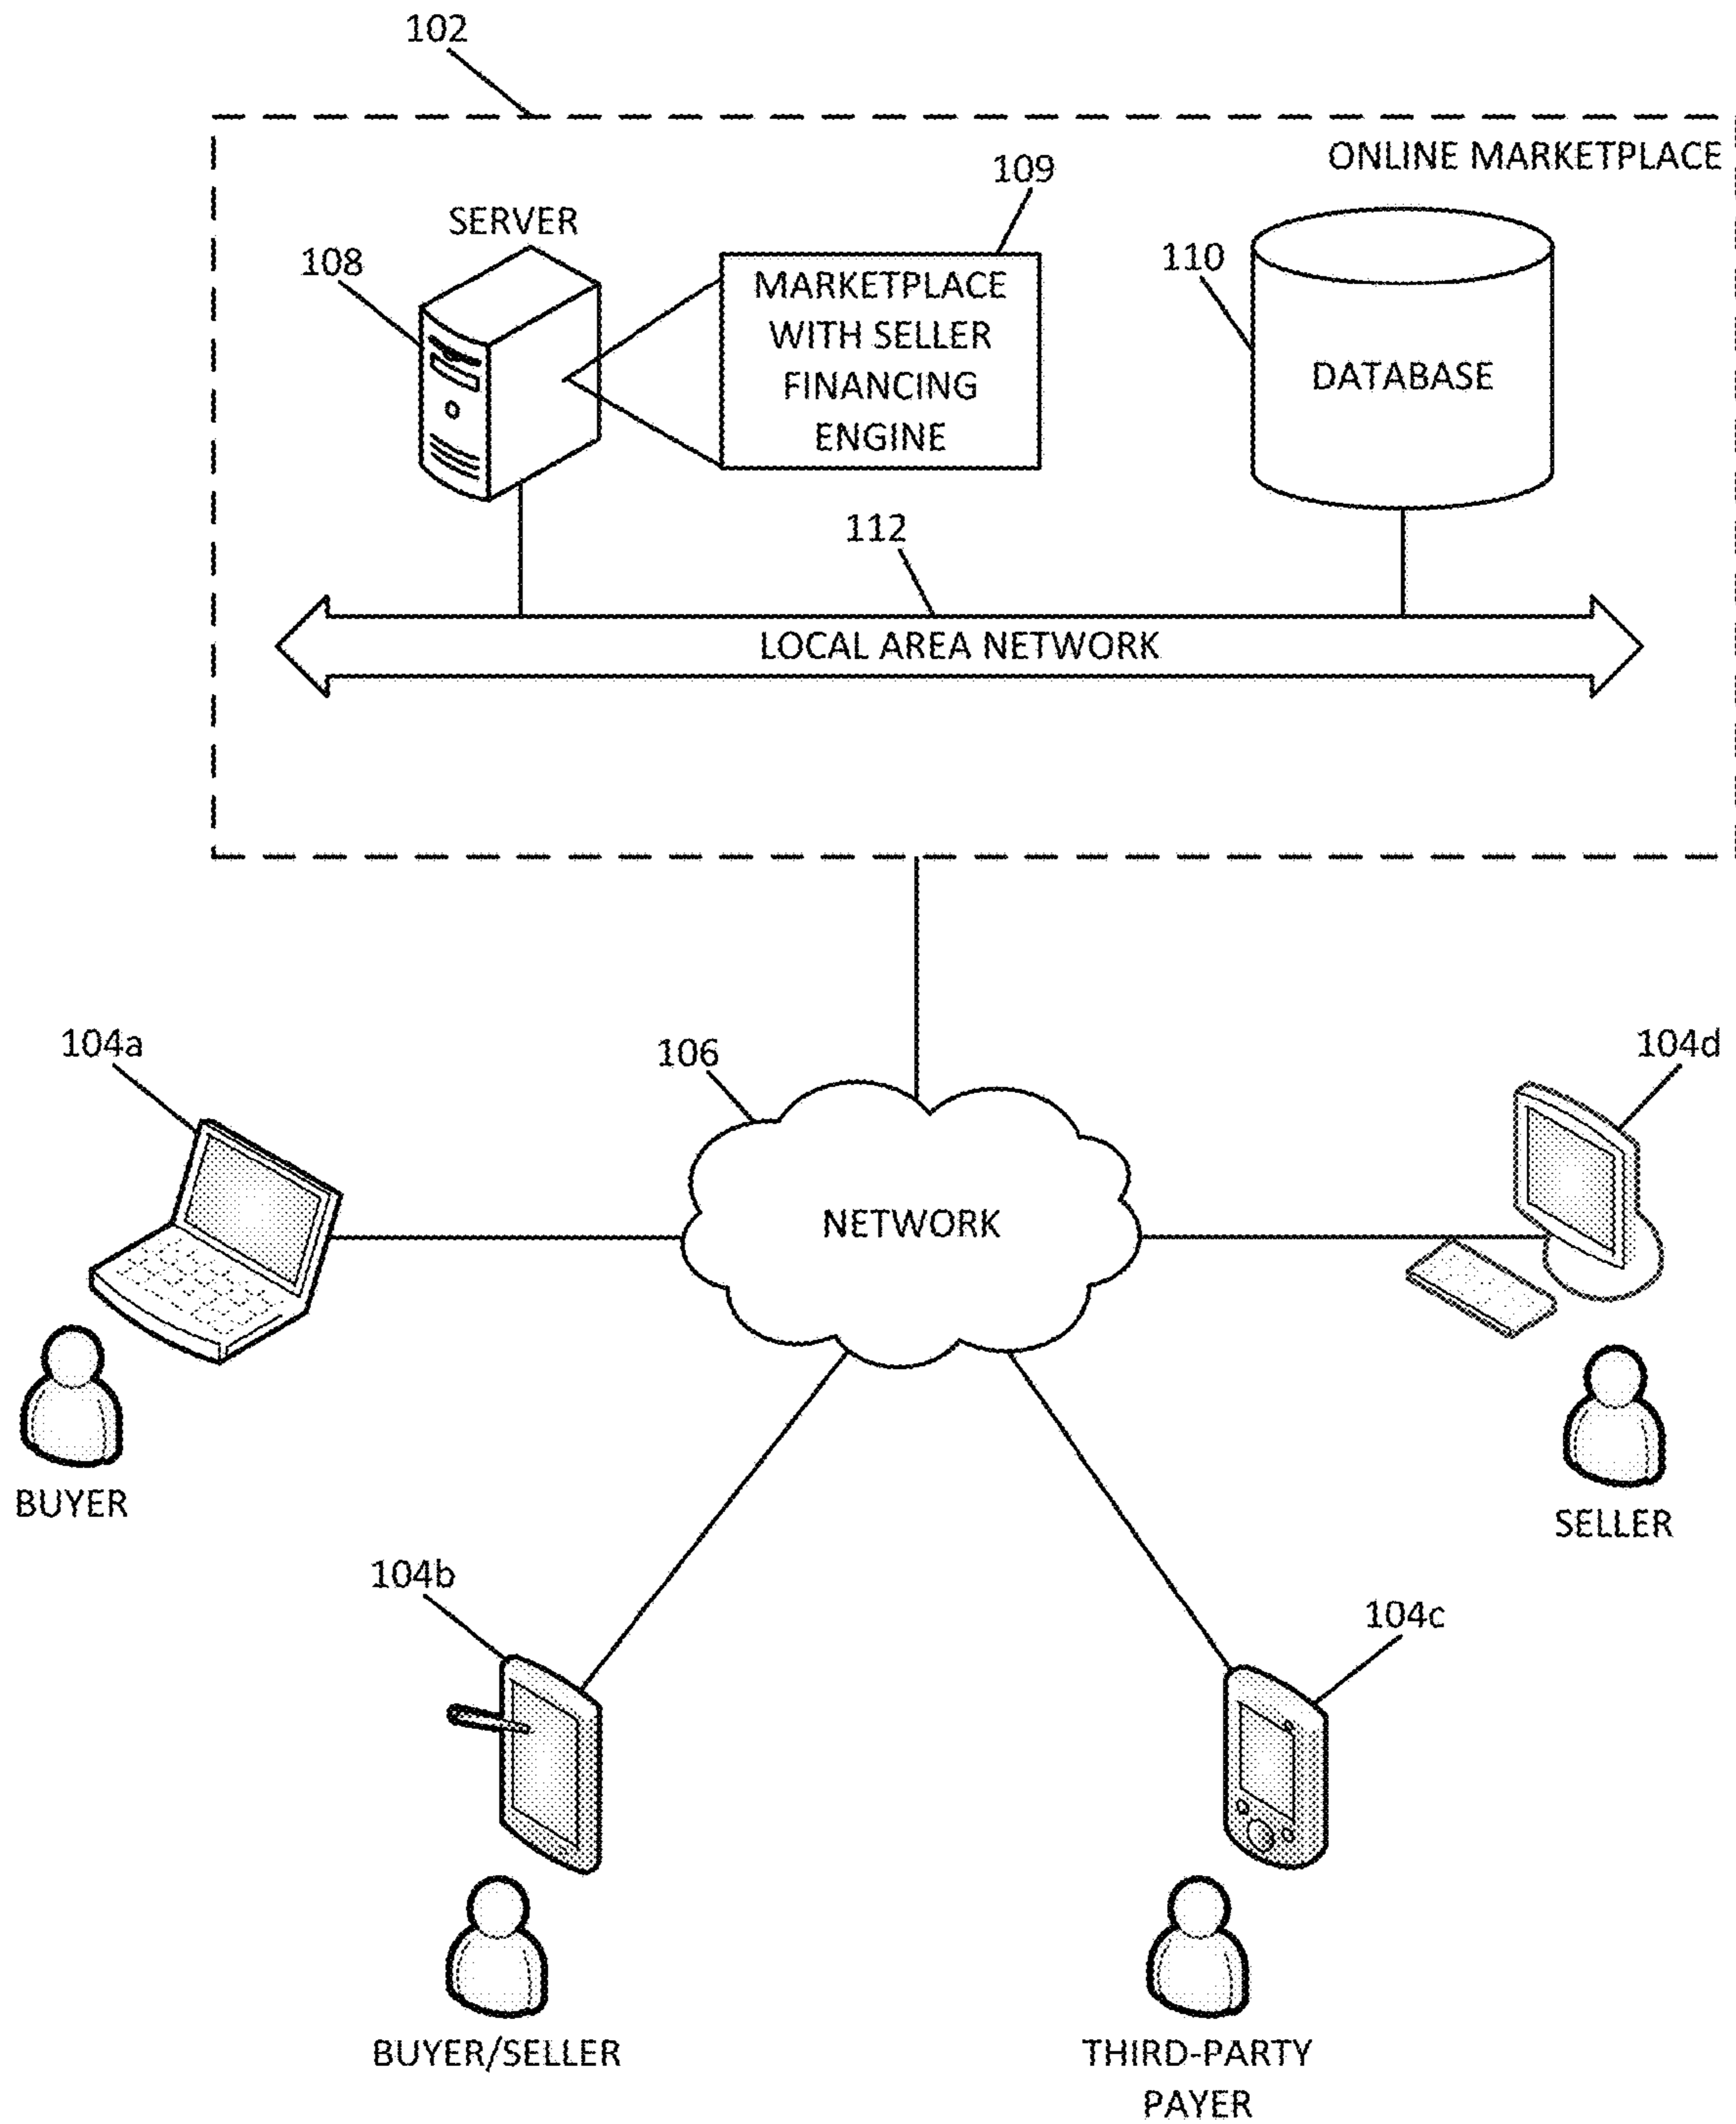 102
ONLINE MARKETPLACE
109
SERVER
108
MARKETPLACE
WITH SELLER
FINANCING
ENGINE
110
DATABASE
112
LOCAL AREA NETWORK
104a
106
104d
NETWORK
BUYER
SELLER
104b
104c
BUYER/SELLER
THIRD-PARTY
PAYER